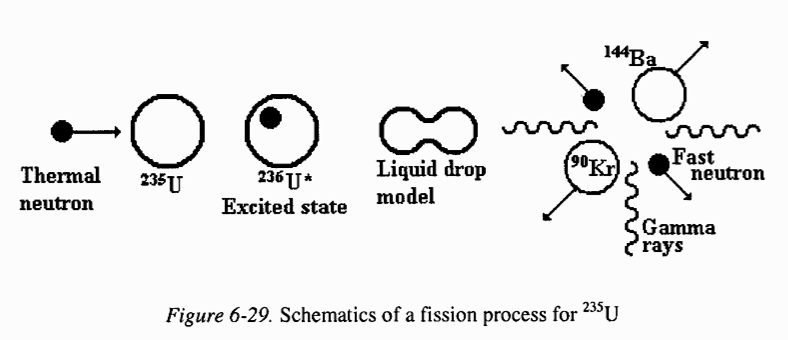 Thermal
neutron
²³⁵U
²³⁶U*
Excited state
Liquid drop
model
¹⁴⁴Ba
⁹⁰Kr
Fast
neutron
Gamma
rays
Figure 6-29. Schematics of a fission process for ²³⁵U